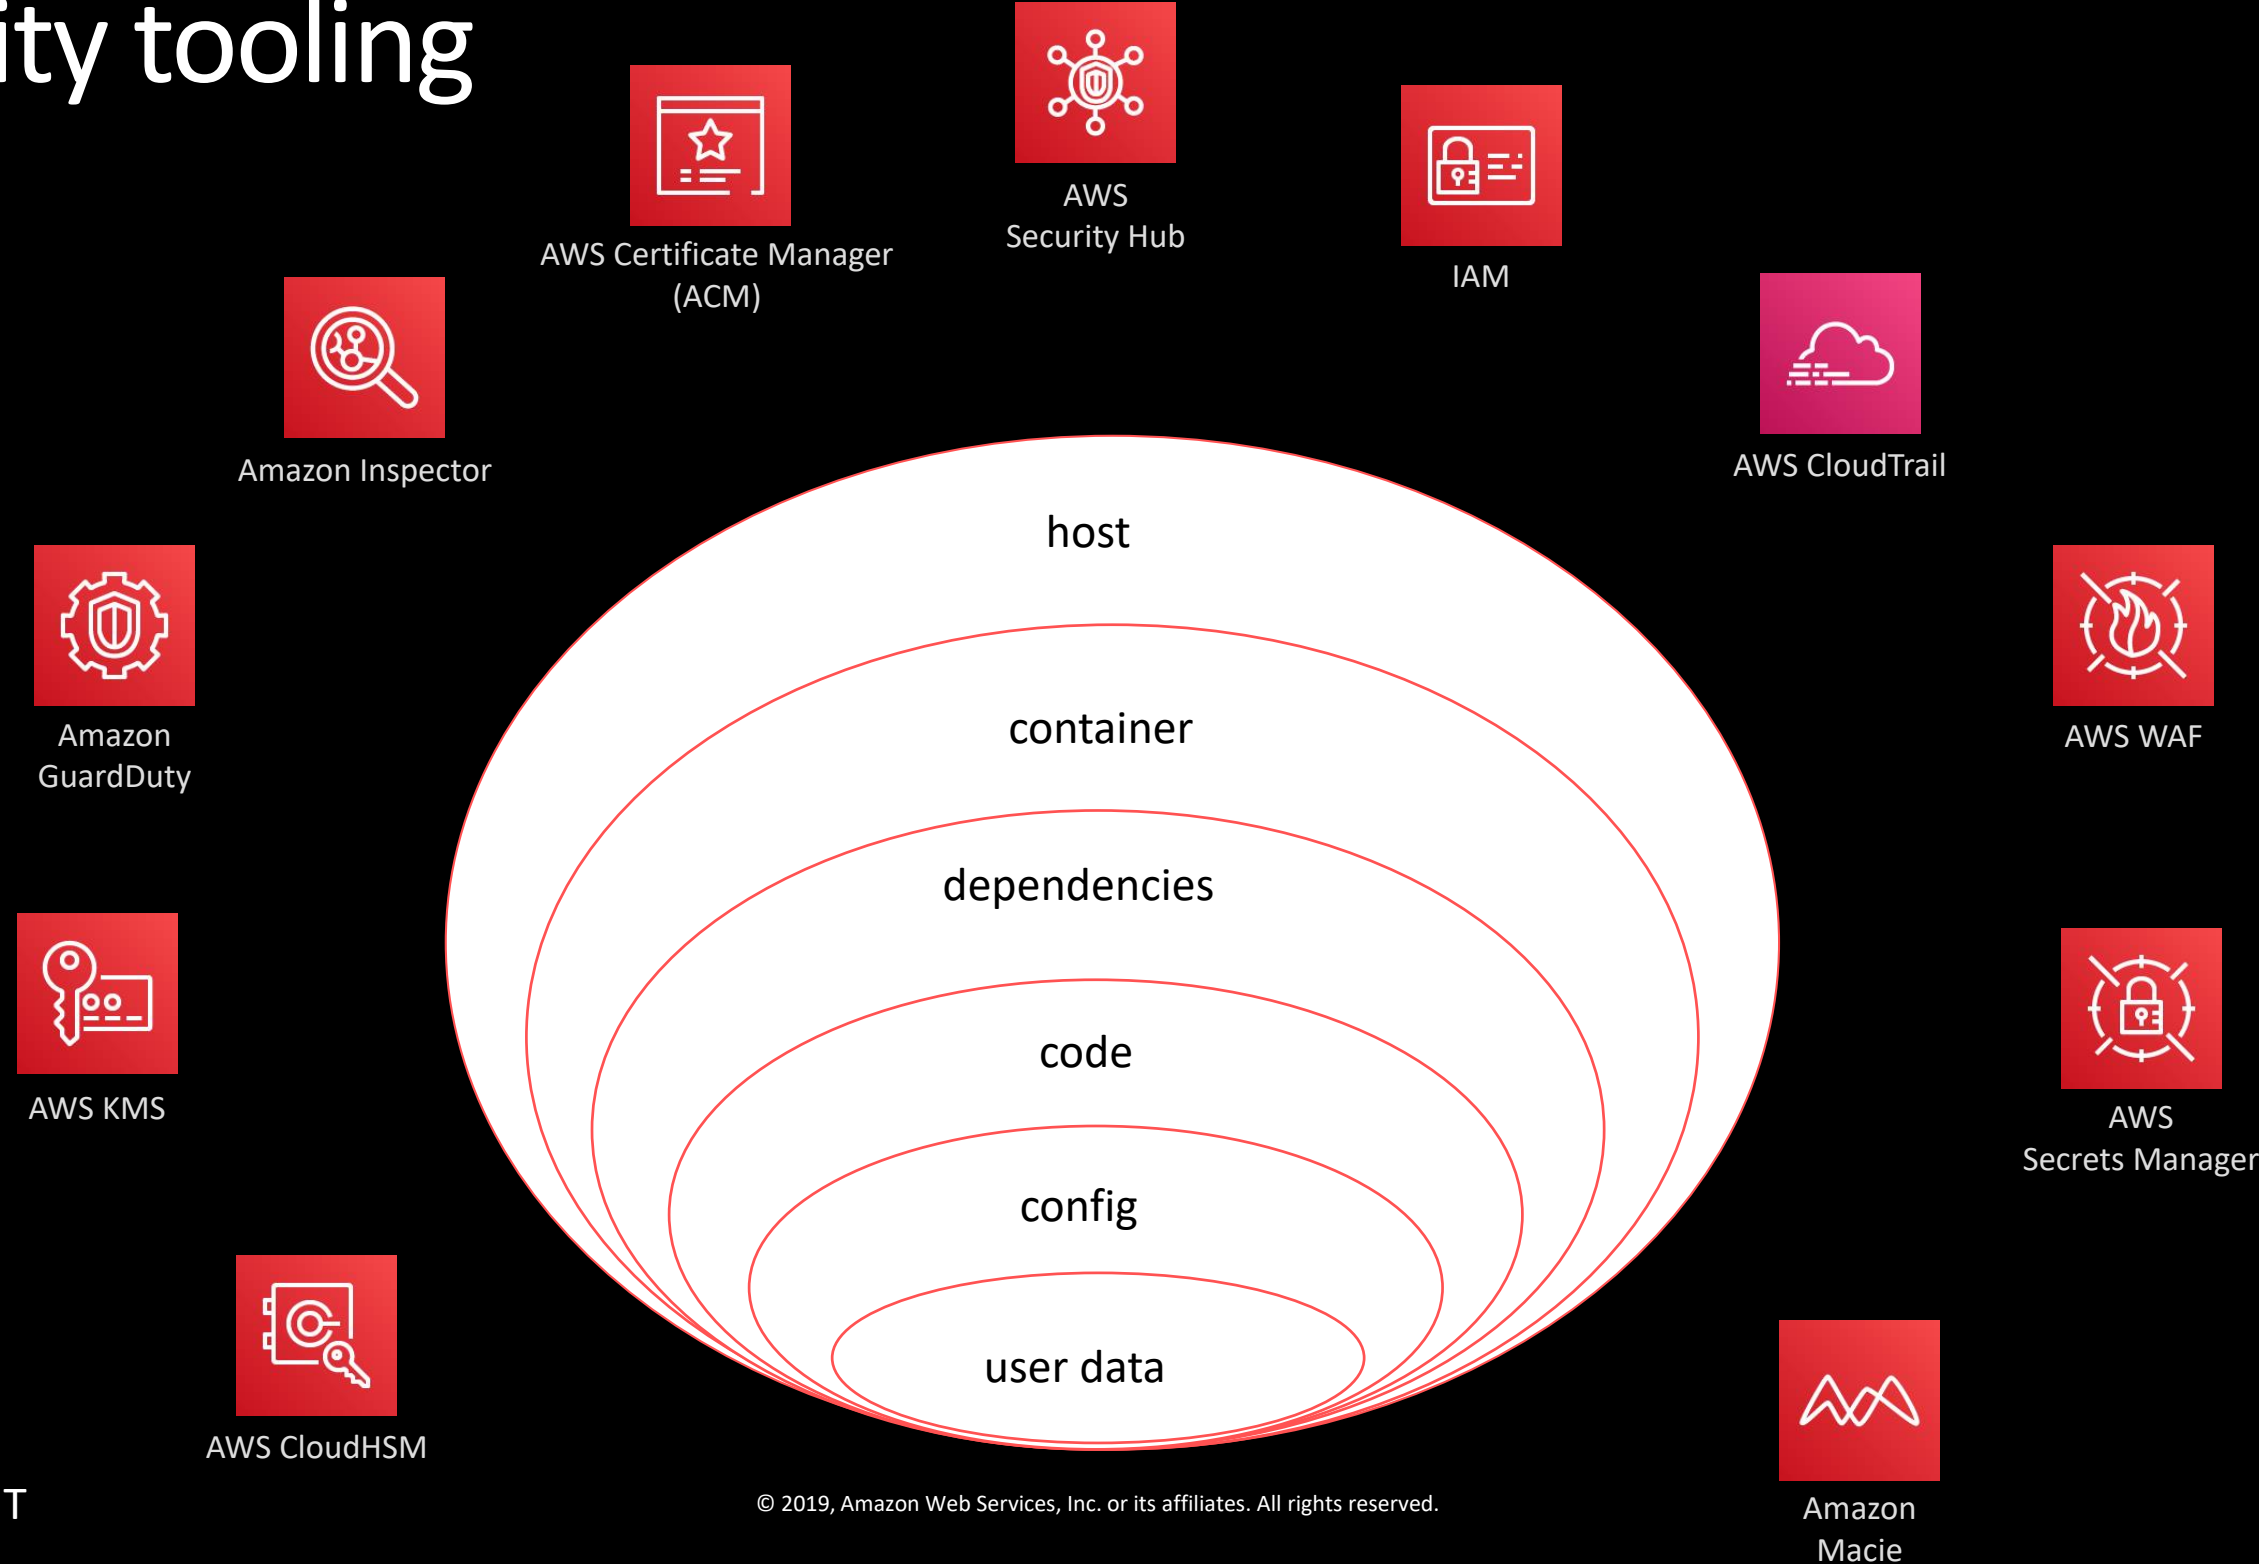 ity tooling
AWS
Security Hub
AWS Certificate Manager
(ACM)
IAM
Amazon Inspector
AWS CloudTrail
host
Amazon
GuardDuty
container
AWS WAF
dependencies
AWS KMS
code
AWS
Secrets Manager
config
user data
AWS CloudHSM
T
© 2019, Amazon Web Services, Inc. or its affiliates. All rights reserved.
Amazon
Macie